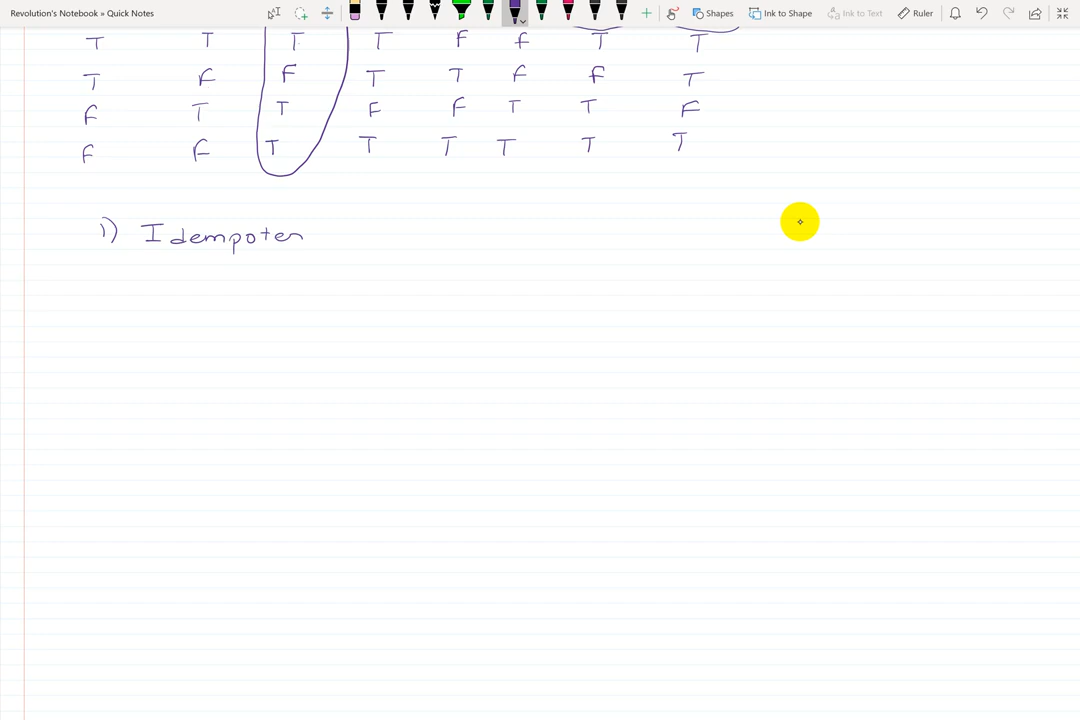 Revolution's Notebook » Quick Notes
Shapes
Ink to Shape
Ink to Text
Ruler
T T T T F f T T
T F F T T F F T
F T T F F T T F
F F T T T T T T
1) Idempoten